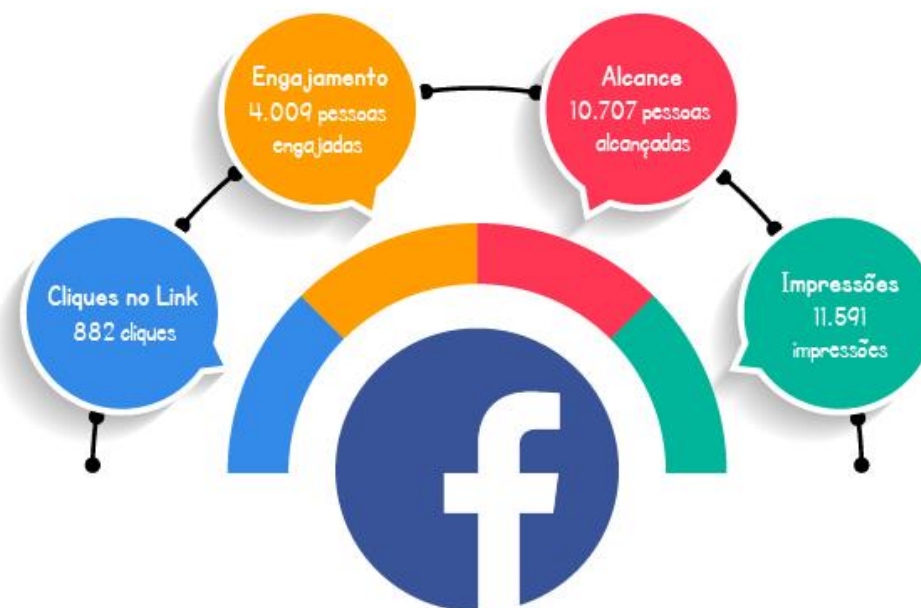 Engajamento
4.009 pessoas
engajadas
Alcance
10.707 pessoas
alcançadas
Cliques no Link
882 cliques
Impressões
11.591
impressões
f